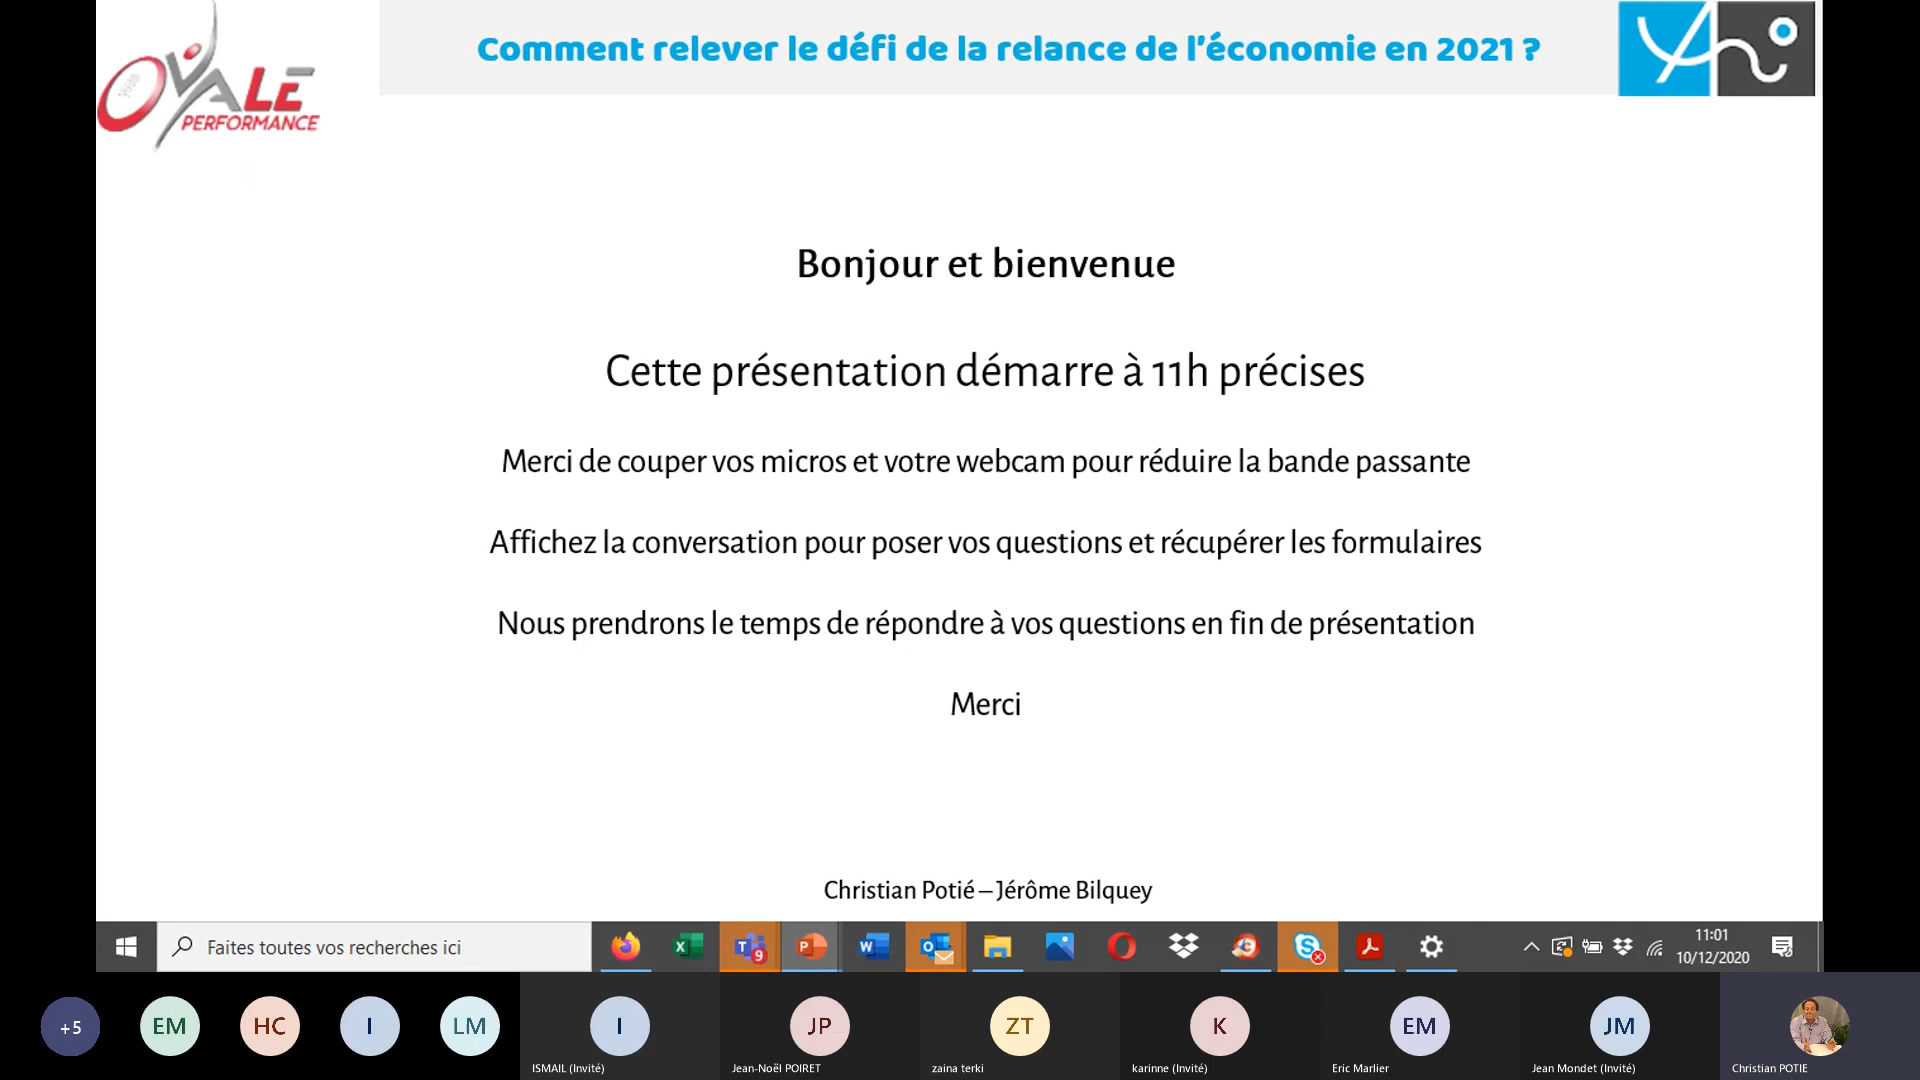 OVALE
PERFORMANCE
Comment relever le défi de la relance de l'économie en 2021 ?
Bonjour et bienvenue
Cette présentation démarre à 11h précises
Merci de couper vos micros et votre webcam pour réduire la bande passante
Affichez la conversation pour poser vos questions et récupérer les formulaires
Nous prendrons le temps de répondre à vos questions en fin de présentation
Merci
Christian Potié – Jérôme Bilquey
Faites toutes vos recherches ici
9
11:01
10/12/2020
+5
EM
HC
I
LM
I
JP
ZT
K
EM
JM
ISMAIL (Invité)
Jean-Noël POIRET
zaina terki
karinne (Invité)
Eric Marlier
Jean Mondet (Invité)
Christian POTIE